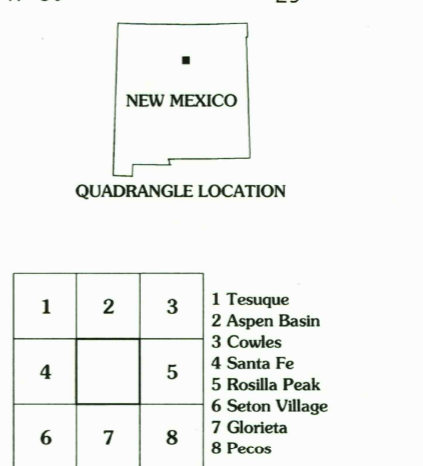 NEW MEXICO
QUADRANGLE LOCATION
1 2 3
4 5
6 7 8
1 Tesuque
2 Aspen Basin
3 Cowles
4 Santa Fe
5 Rosilla Peak
6 Seton Village
7 Glorieta
8 Pecos